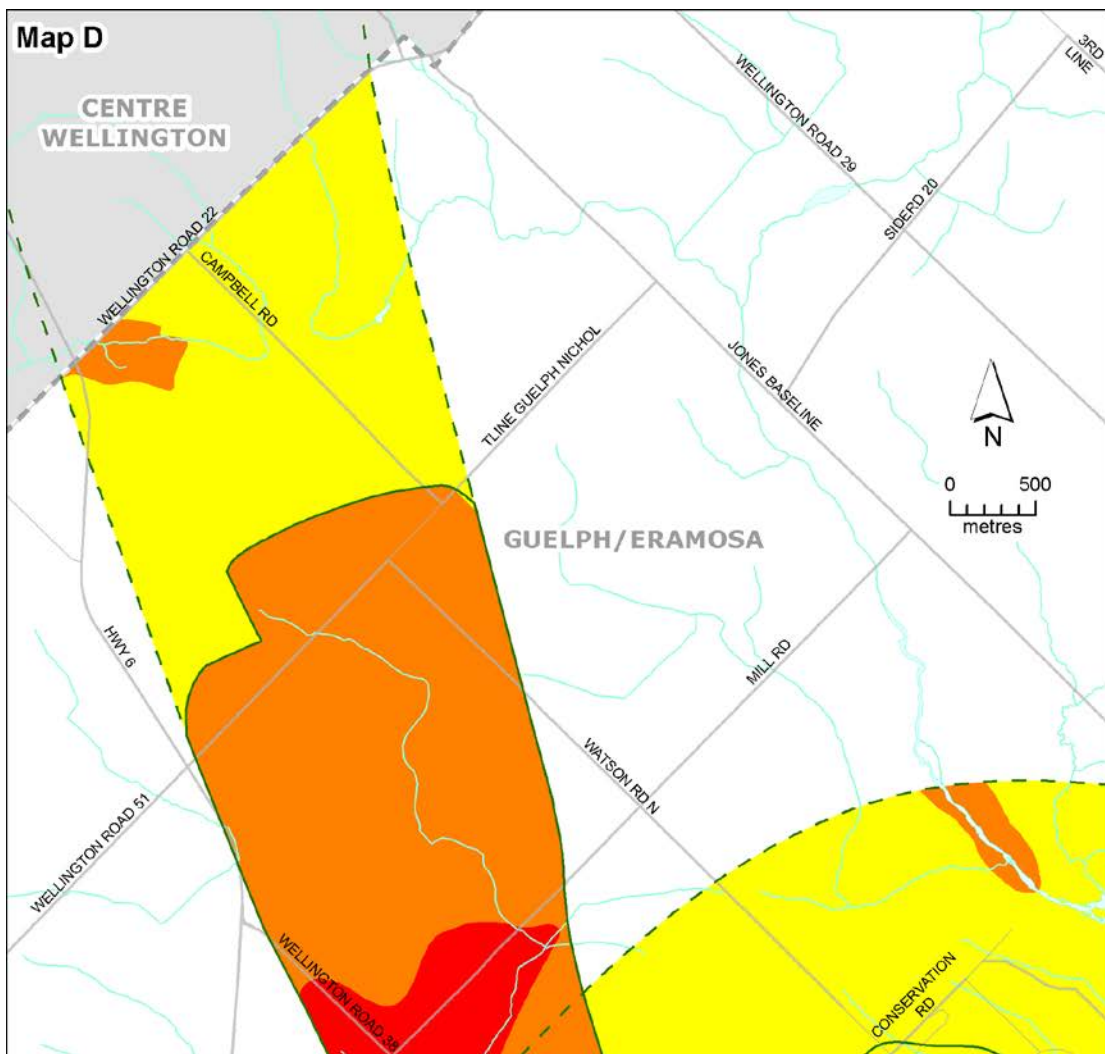 Map D
CENTRE
WELLINGTON
3RD
LINE
WELLINGTON ROAD 29
SIDERD 20
WELLINGTON ROAD 22
CAMPBELL RD
JONES BASELINE
TLINE GUELPH NICHOL
N
0 500
metres
GUELPH/ERAMOSA
HWY 6
MILL RD
WATSON RD N
WELLINGTON ROAD 51
WELLINGTON ROAD 38
CONSERVATION
RD